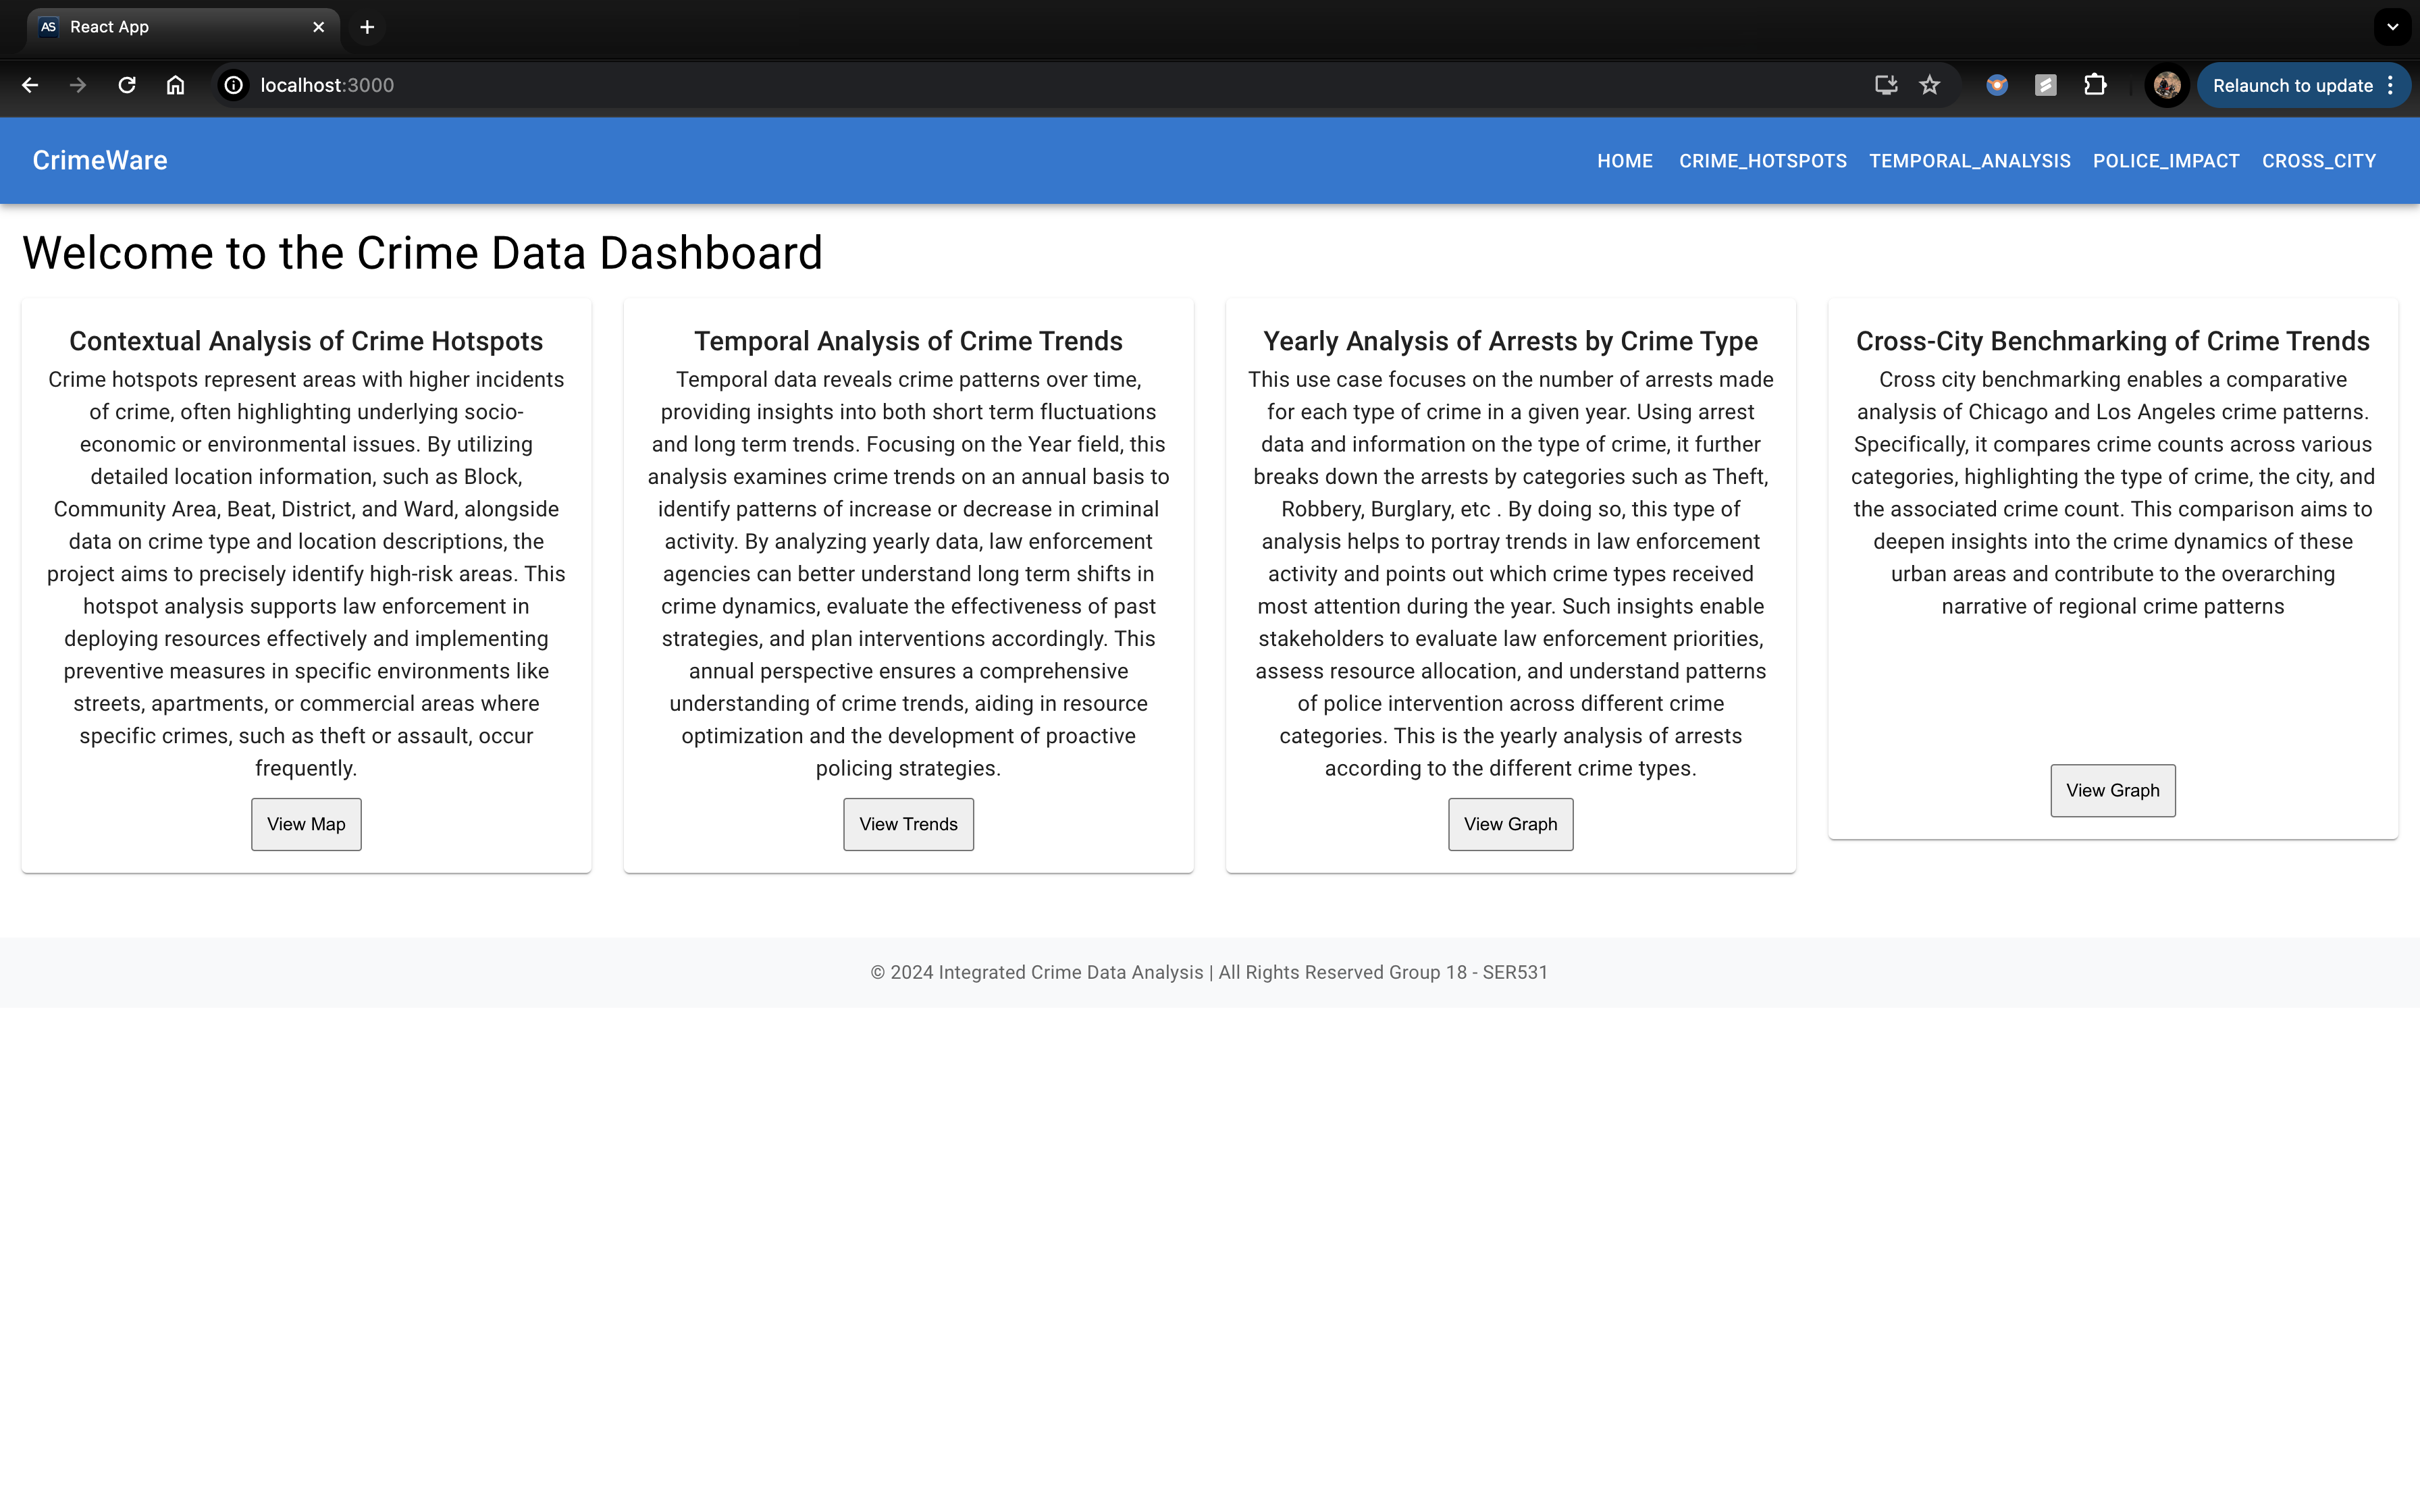 AS React App
localhost:3000
Relaunch to update
CrimeWare
HOME CRIME_HOTSPOTS TEMPORAL_ANALYSIS POLICE_IMPACT CROSS_CITY
Welcome to the Crime Data Dashboard
Contextual Analysis of Crime Hotspots
Crime hotspots represent areas with higher incidents
of crime, often highlighting underlying socio-
economic or environmental issues. By utilizing
detailed location information, such as Block,
Community Area, Beat, District, and Ward, alongside
data on crime type and location descriptions, the
project aims to precisely identify high-risk areas. This
hotspot analysis supports law enforcement in
deploying resources effectively and implementing
preventive measures in specific environments like
streets, apartments, or commercial areas where
specific crimes, such as theft or assault, occur
frequently.
View Map
Temporal Analysis of Crime Trends
Temporal data reveals crime patterns over time,
providing insights into both short term fluctuations
and long term trends. Focusing on the Year field, this
analysis examines crime trends on an annual basis to
identify patterns of increase or decrease in criminal
activity. By analyzing yearly data, law enforcement
agencies can better understand long term shifts in
crime dynamics, evaluate the effectiveness of past
strategies, and plan interventions accordingly. This
annual perspective ensures a comprehensive
understanding of crime trends, aiding in resource
optimization and the development of proactive
policing strategies.
View Trends
Yearly Analysis of Arrests by Crime Type
This use case focuses on the number of arrests made
for each type of crime in a given year. Using arrest
data and information on the type of crime, it further
breaks down the arrests by categories such as Theft,
Robbery, Burglary, etc . By doing so, this type of
analysis helps to portray trends in law enforcement
activity and points out which crime types received
most attention during the year. Such insights enable
stakeholders to evaluate law enforcement priorities,
assess resource allocation, and understand patterns
of police intervention across different crime
categories. This is the yearly analysis of arrests
according to the different crime types.
View Graph
Cross-City Benchmarking of Crime Trends
Cross city benchmarking enables a comparative
analysis of Chicago and Los Angeles crime patterns.
Specifically, it compares crime counts across various
categories, highlighting the type of crime, the city, and
the associated crime count. This comparison aims to
deepen insights into the crime dynamics of these
urban areas and contribute to the overarching
narrative of regional crime patterns
View Graph
© 2024 Integrated Crime Data Analysis | All Rights Reserved Group 18 - SER531